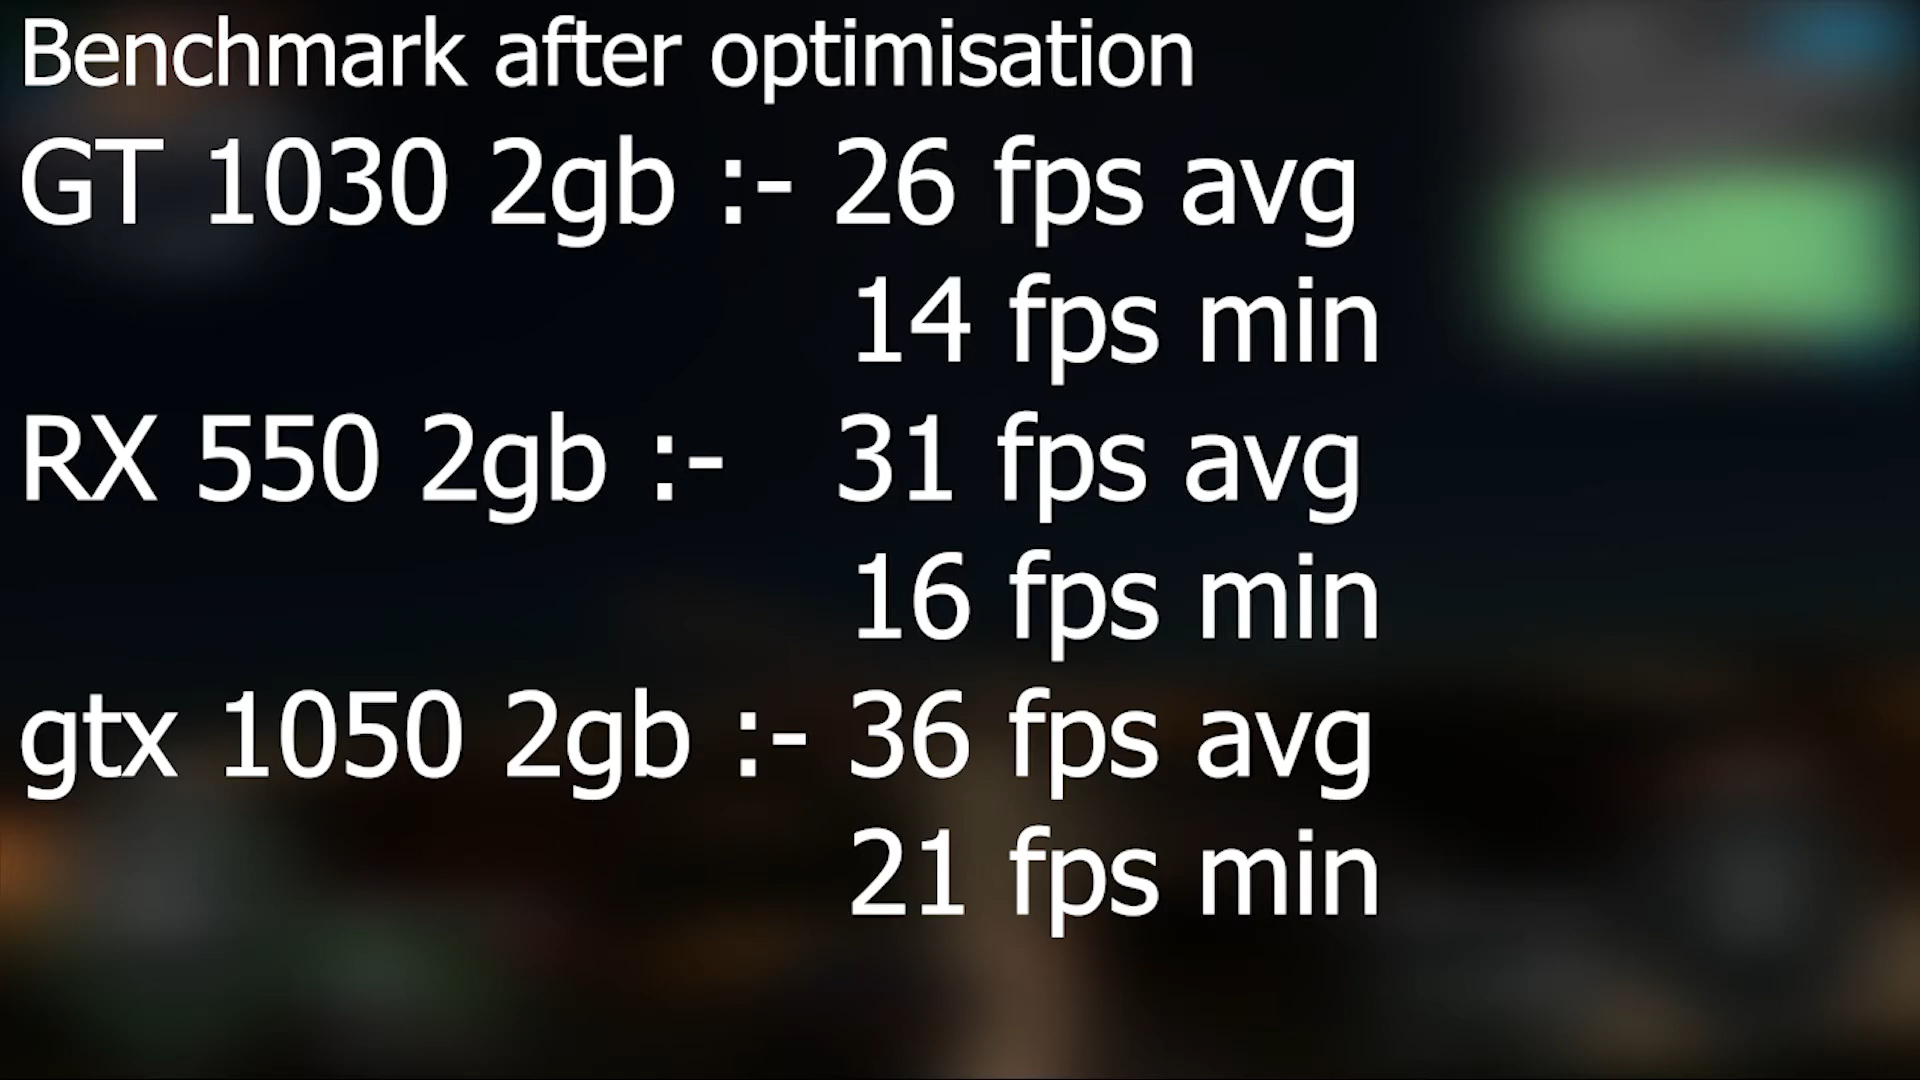 Benchmark after optimisation
GT 1030 2gb :- 26 fps avg
14 fps min
RX 550 2gb :- 31 fps avg
16 fps min
gtx 1050 2gb :- 36 fps avg
21 fps min